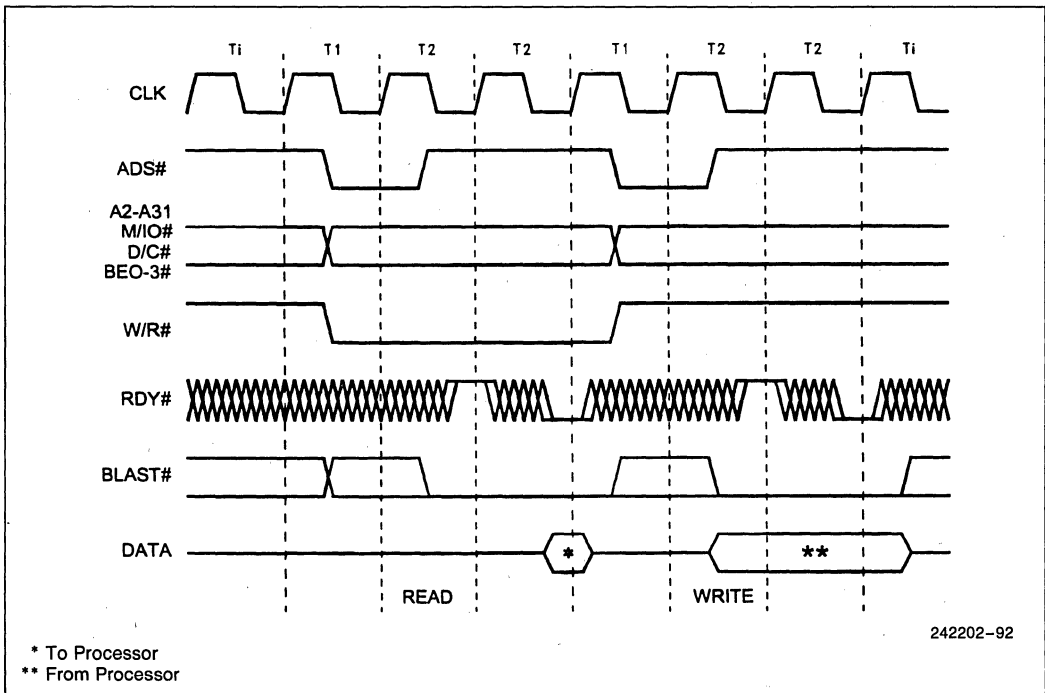 Ti T1 T2 T2 T1 T2 T2 Ti
CLK
ADS#
A2-A31
M/IO#
D/C#
BEO-3#
W/R#
RDY#
BLAST#
DATA * **
READ WRITE
242202-92
* To Processor
** From Processor